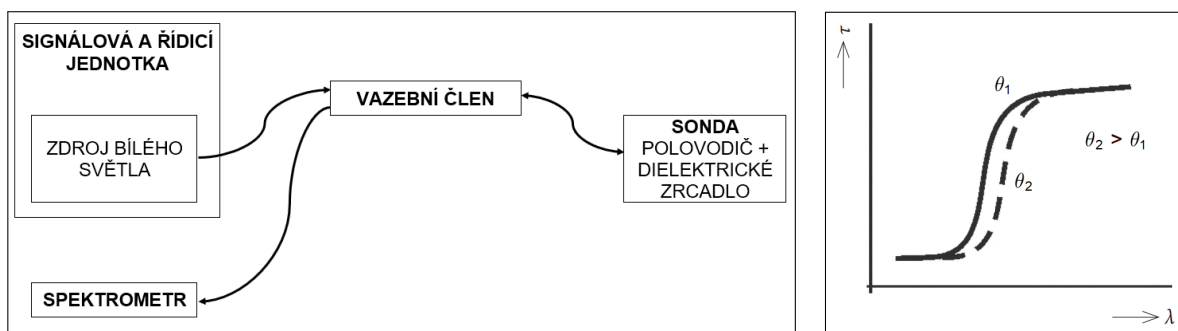 SIGNÁLOVÁ A ŘÍDICÍ
JEDNOTKA
ZDROJ BÍLÉHO
SVĚTLA
VAZEBNÍ ČLEN
SONDA
POLOVODIČ +
DIELEKTRICKÉ
ZRCADLO
SPEKTROMETR
τ
θ₁
θ₂ > θ₁
θ₂
λ